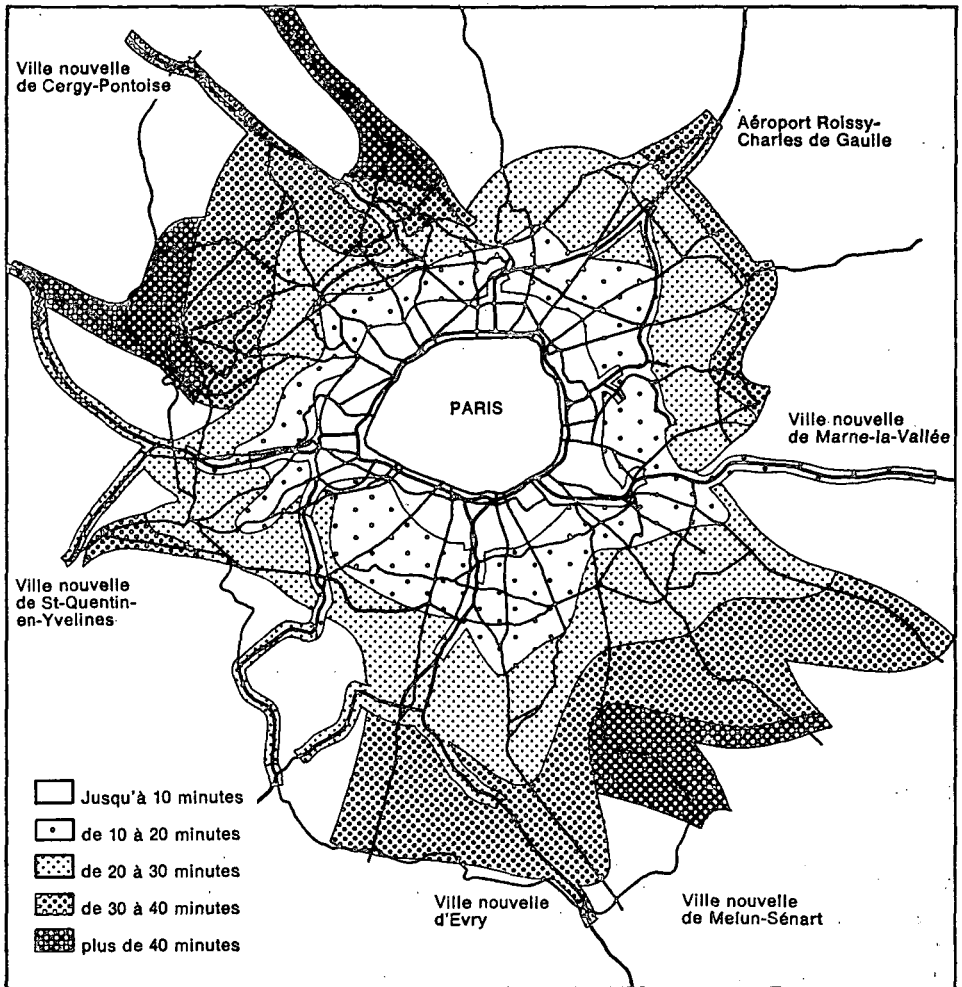 Ville nouvelle
de Cergy-Pontoise
Aéroport Roissy-
Charles de Gaulle
PARIS
Ville nouvelle
de Marne-la-Vallée
Ville nouvelle
de St-Quentin-
en-Yvelines
Jusqu'à 10 minutes
de 10 à 20 minutes
de 20 à 30 minutes
de 30 à 40 minutes
plus de 40 minutes
Ville nouvelle
d'Evry
Ville nouvelle
de Melun-Sénart